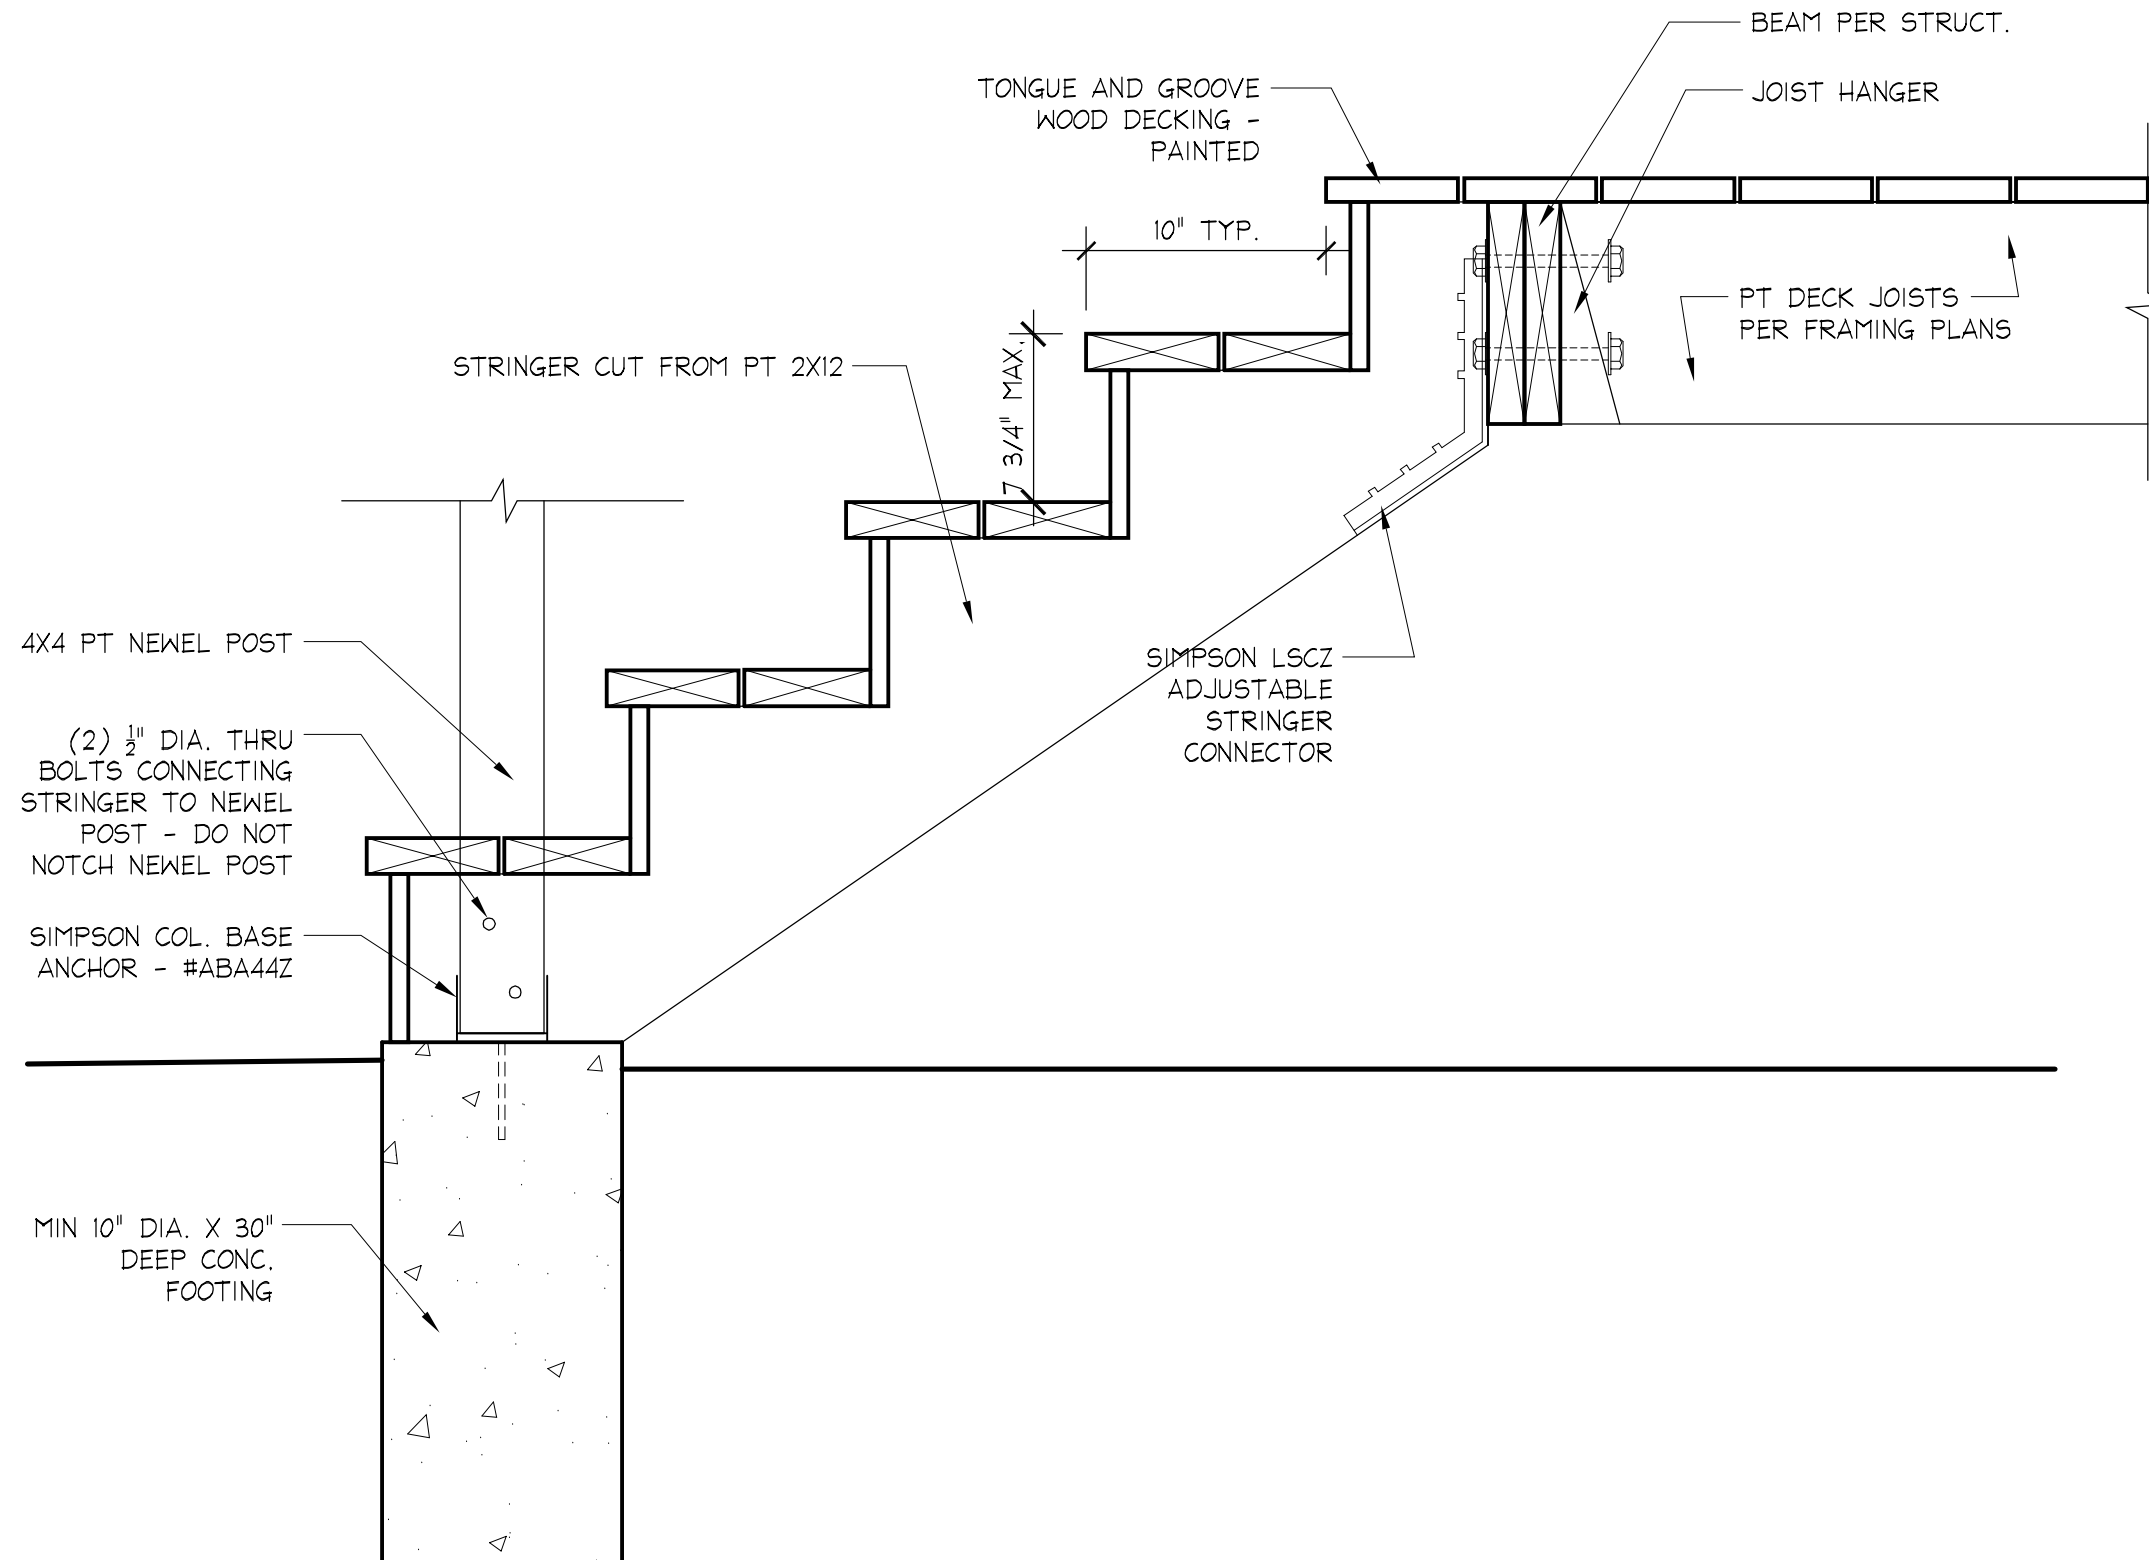 BEAM PER STRUCT.
TONGUE AND GROOVE
WOOD DECKING -
PAINTED
JOIST HANGER
10" TYP.
PT DECK JOISTS
PER FRAMING PLANS
7 3/4" MAX.
STRINGER CUT FROM PT 2X12
4X4 PT NEWEL POST
SIMPSON LSCZ
ADJUSTABLE
STRINGER
CONNECTOR
(2) ½" DIA. THRU
BOLTS CONNECTING
STRINGER TO NEWEL
POST - DO NOT
NOTCH NEWEL POST
SIMPSON COL. BASE
ANCHOR - #ABA44Z
MIN 10" DIA. X 30"
DEEP CONC.
FOOTING